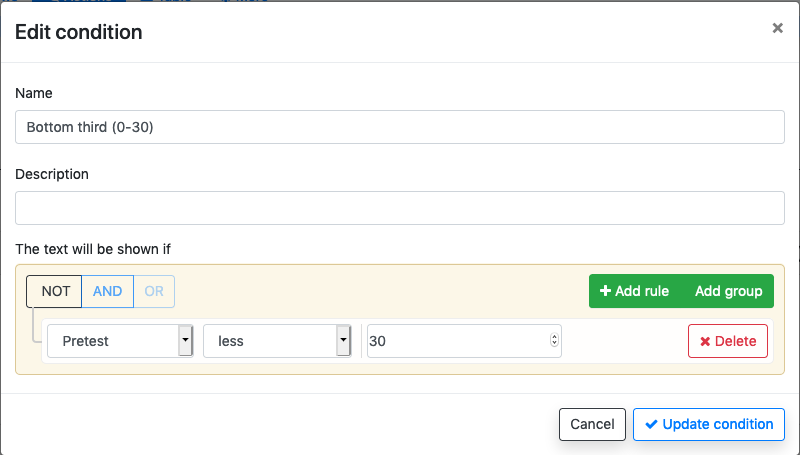 Edit condition
×
Name
Bottom third (0-30)
Description
The text will be shown if
NOT AND OR
Add rule Add group
Pretest less 30 Delete
Cancel Update condition